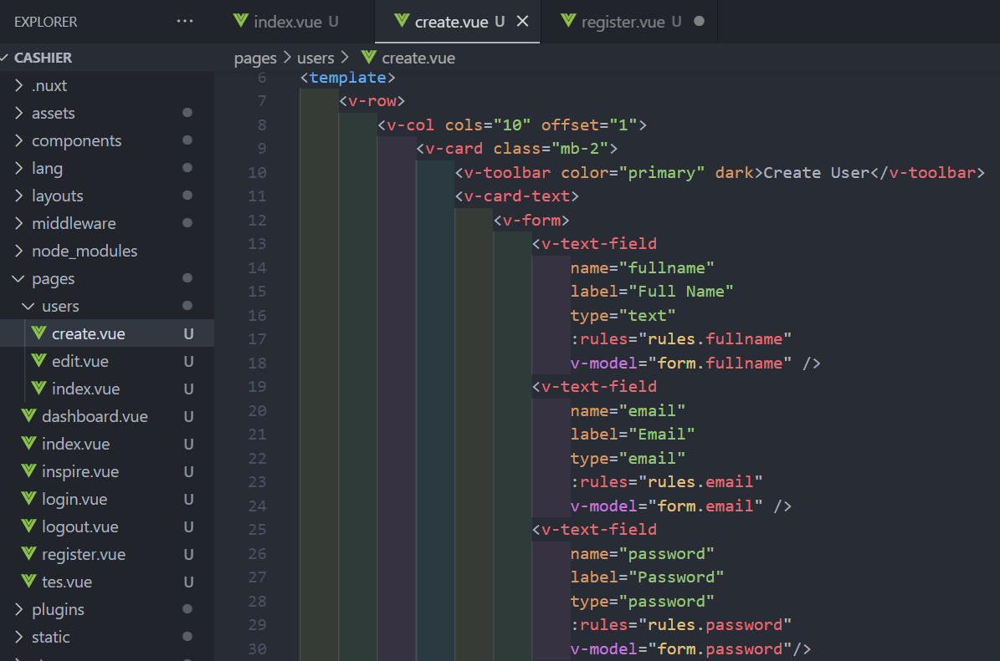 EXPLORER ...
index.vue U
create.vue U
register.vue U
CASHIER
.nuxt
assets
components
lang
layouts
middleware
node_modules
pages
users
create.vue U
edit.vue U
index.vue U
dashboard.vue U
index.vue U
inspire.vue U
login.vue U
logout.vue U
register.vue U
tes.vue U
plugins
static
pages > users > create.vue
6 <template>
7 <v-row>
8 <v-col cols="10" offset="1">
9 <v-card class="mb-2">
10 <v-toolbar color="primary" dark>Create User</v-toolbar>
11 <v-card-text>
12 <v-form>
13 <v-text-field
14 name="fullname"
15 label="Full Name"
16 type="text"
17 :rules="rules.fullname"
18 v-model="form.fullname" />
19 <v-text-field
20 name="email"
21 label="Email"
22 type="email"
23 :rules="rules.email"
24 v-model="form.email" />
25 <v-text-field
26 name="password"
27 label="Password"
28 type="password"
29 :rules="rules.password"
30 v-model="form.password"/>